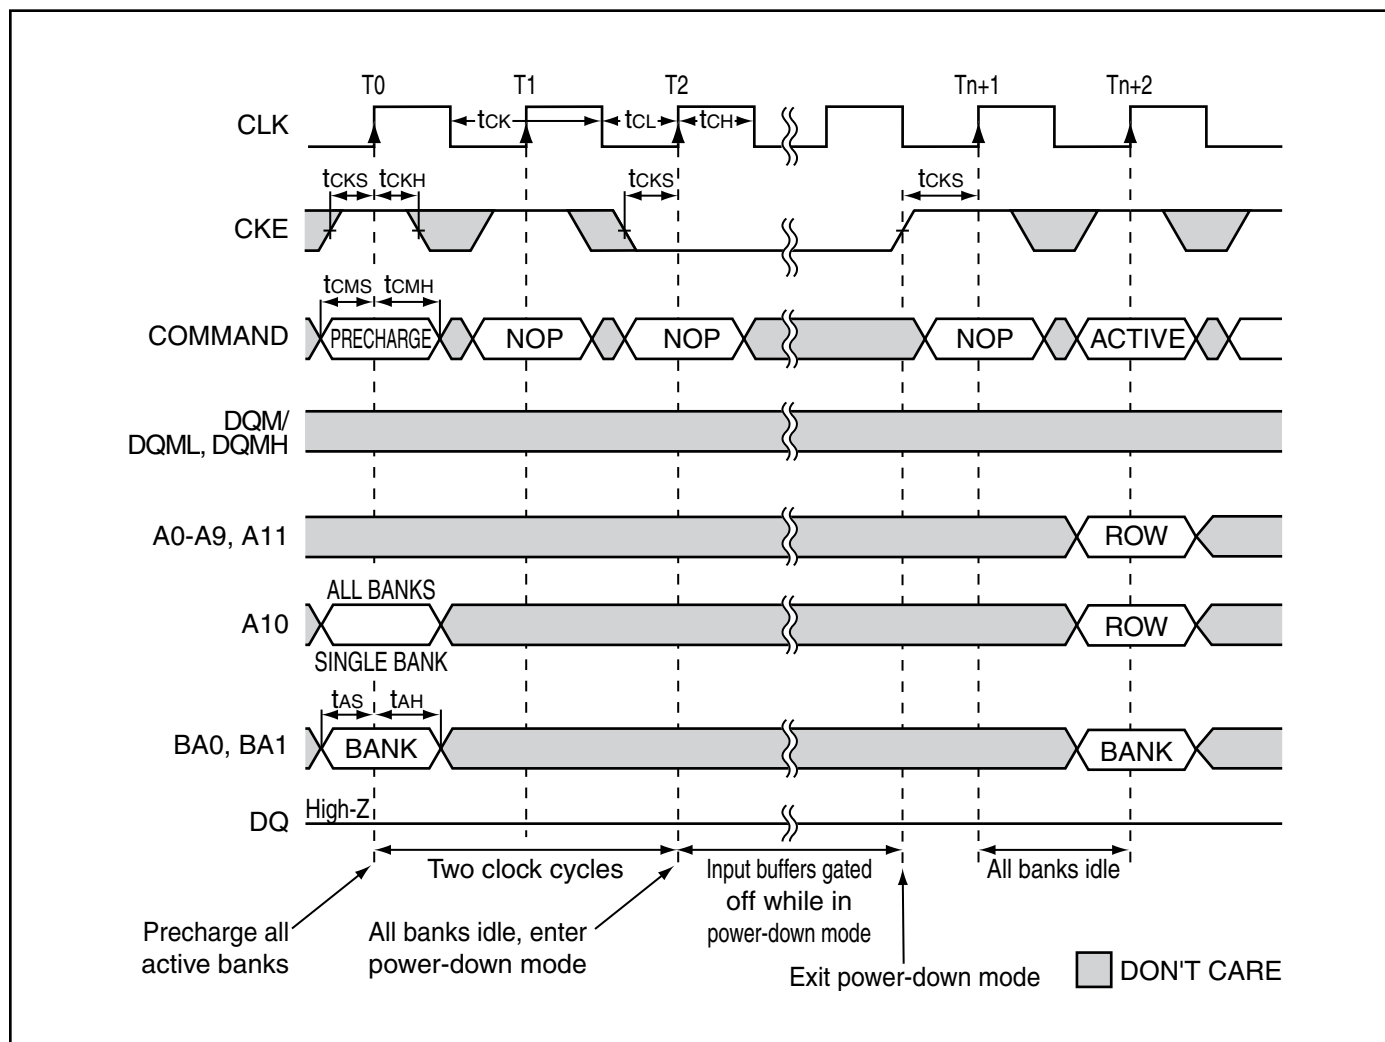 T0 T1 T2 Tn+1 Tn+2
CLK tCK tCL tCH
tCKS tCKH tCKS tCKS
CKE
tCMS tCMH
COMMAND PRECHARGE NOP NOP NOP ACTIVE
DQM/
DQML, DQMH
A0-A9, A11 ROW
ALL BANKS
A10 ROW
SINGLE BANK
tAS tAH
BA0, BA1 BANK BANK
High-Z
DQ
Two clock cycles
Input buffers gated
off while in
power-down mode
All banks idle
Precharge all
active banks
All banks idle, enter
power-down mode
Exit power-down mode
DON'T CARE